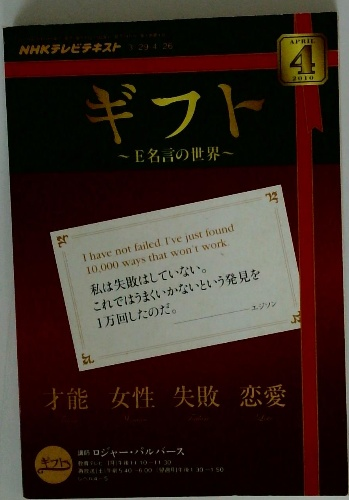 NHKテレビテキスト 3/29-4/26
APRIL
4
2010
ギフト
～E名言の世界～
I have not failed. I've just found
10,000 ways that won't work.
私は失敗はしていない。
これではうまくいかないという発見を
1万回したのだ。
エジソン
才能 女性 失敗 恋愛
ギフト
講師 ロジャー・パルバース